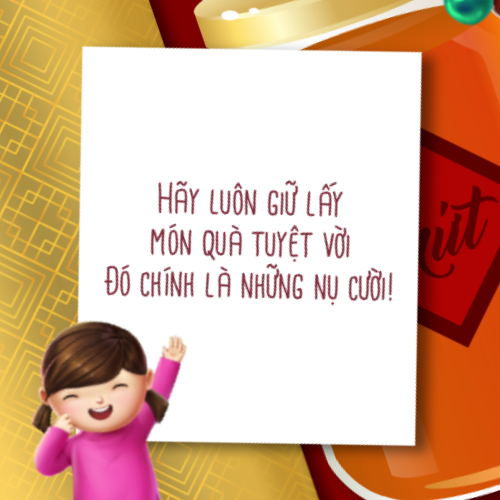 HÃY LUÔN GIỮ LẤY
MÓN QUÀ TUYỆT VỜI
ĐÓ CHÍNH LÀ NHỮNG NỤ CƯỜI!